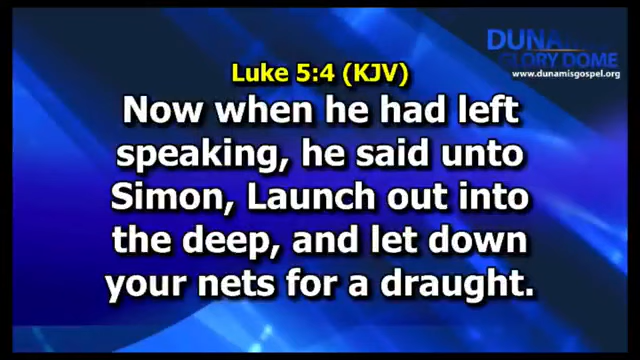 DUNAMIS
GLORY DOME
www.dunamisgospel.org
Luke 5:4 (KJV)
Now when he had left
speaking, he said unto
Simon, Launch out into
the deep, and let down
your nets for a draught.